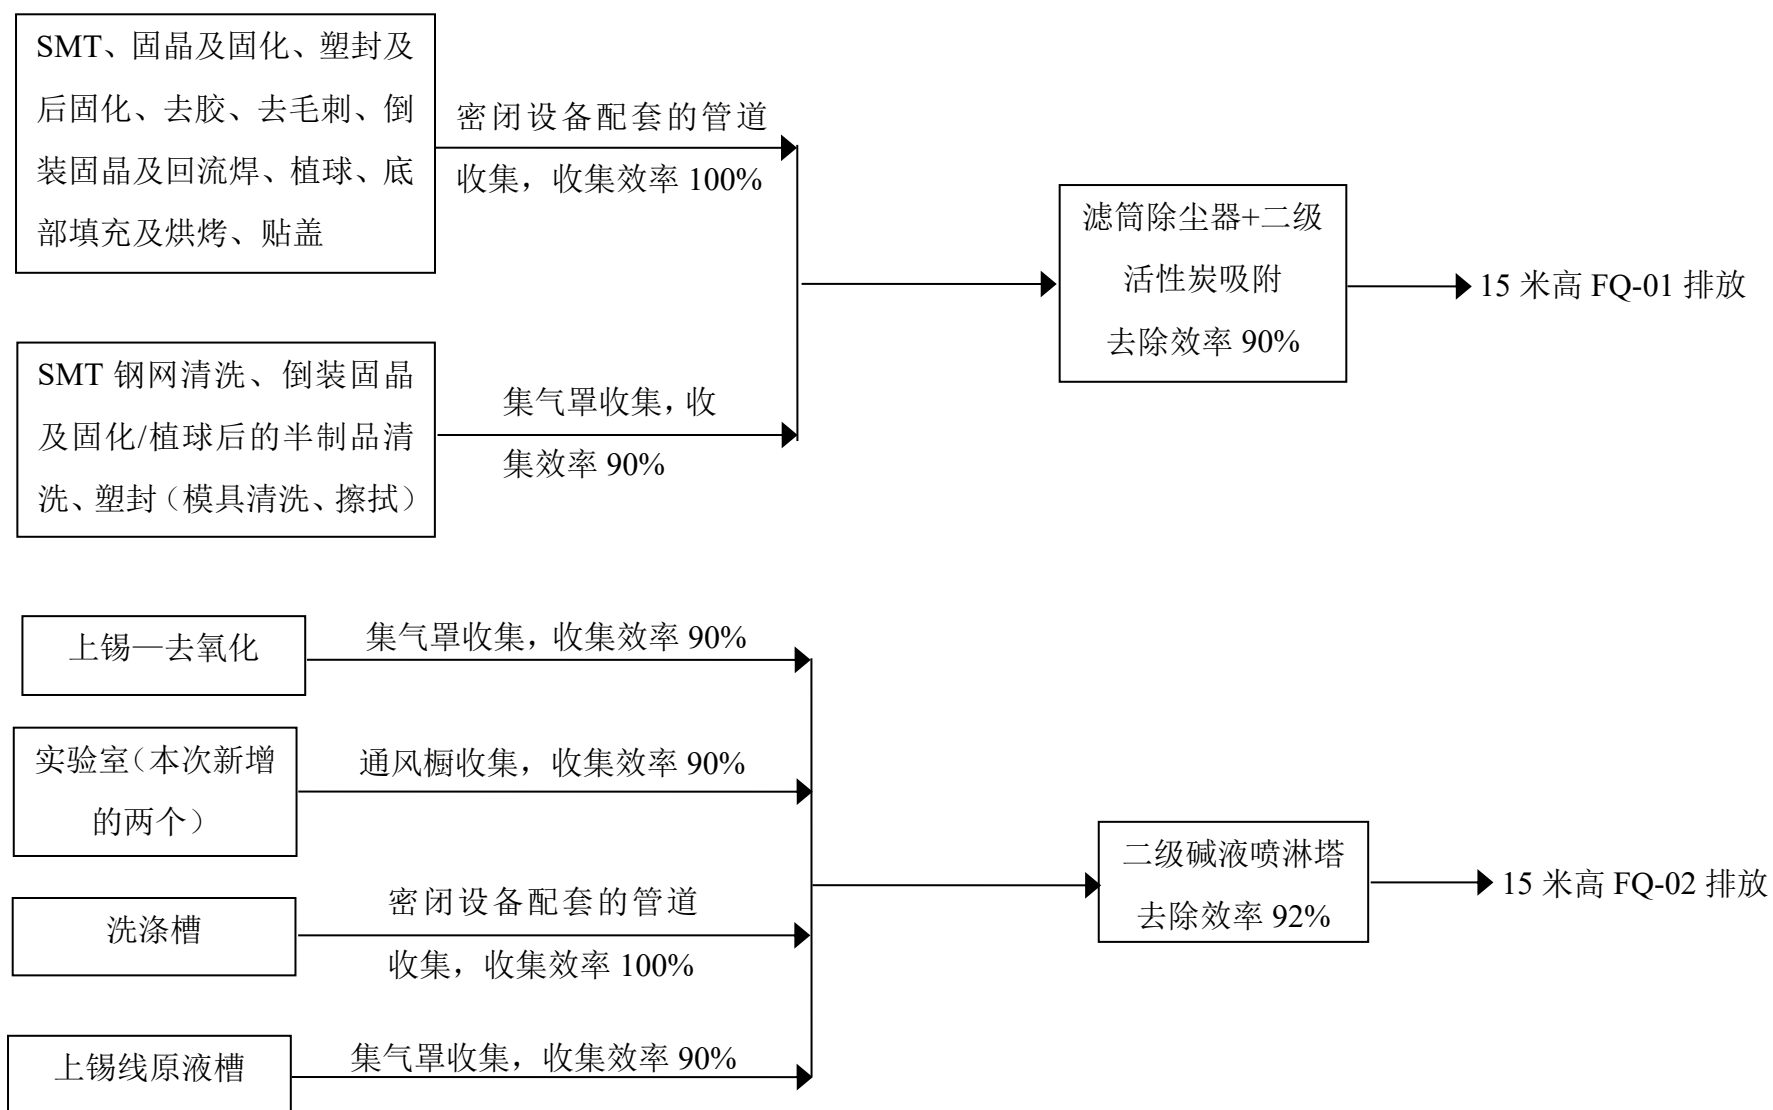 SMT、固晶及固化、塑封及
后固化、去胶、去毛刺、倒
装固晶及回流焊、植球、底
部填充及烘烤、贴盖
密闭设备配套的管道
收集，收集效率 100%
SMT 钢网清洗、倒装固晶
及固化/植球后的半制品清
洗、塑封（模具清洗、擦拭）
集气罩收集，收
集效率 90%
滤筒除尘器+二级
活性炭吸附
去除效率 90%
15 米高 FQ-01 排放
上锡—去氧化
集气罩收集，收集效率 90%
实验室（本次新增
的两个）
通风橱收集，收集效率 90%
洗涤槽
密闭设备配套的管道
收集，收集效率 100%
上锡线原液槽
集气罩收集，收集效率 90%
二级碱液喷淋塔
去除效率 92%
15 米高 FQ-02 排放